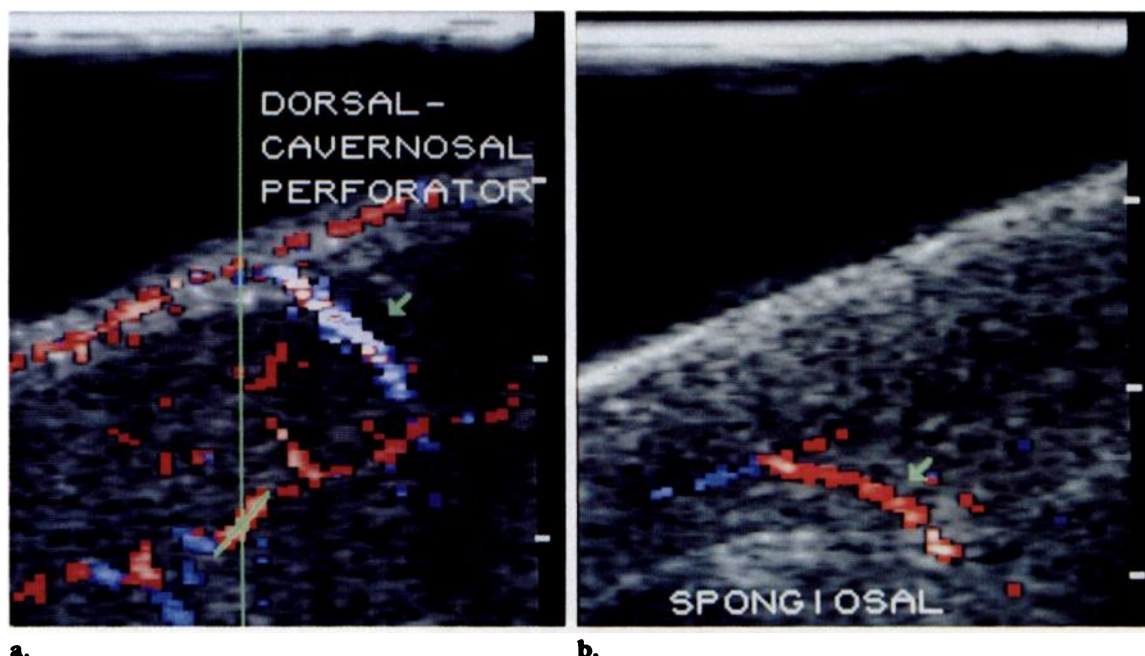 DORSAL-
CAVERNOSAL
PERFORATOR
SPONGIOSAL
a.
b.